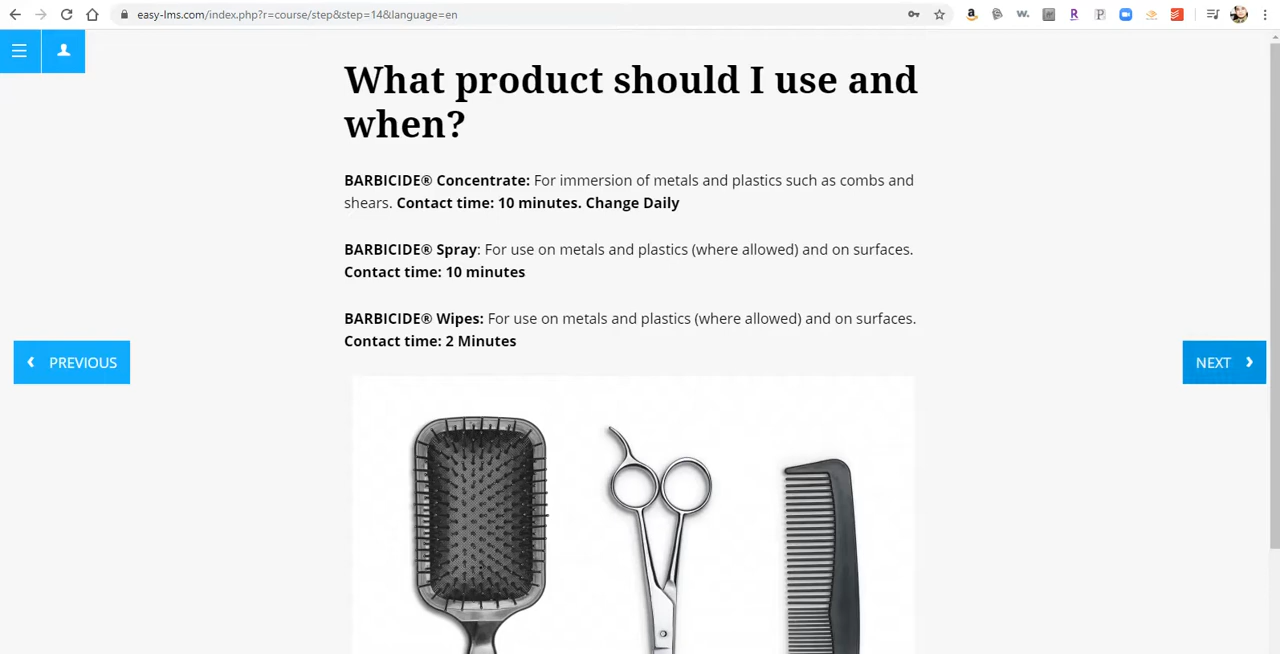 easy-lms.com/index.php?r=course/step&step=14&language=en
What product should I use and
when?
BARBICIDE® Concentrate: For immersion of metals and plastics such as combs and
shears. Contact time: 10 minutes. Change Daily
BARBICIDE® Spray: For use on metals and plastics (where allowed) and on surfaces.
Contact time: 10 minutes
BARBICIDE® Wipes: For use on metals and plastics (where allowed) and on surfaces.
Contact time: 2 Minutes
PREVIOUS
NEXT